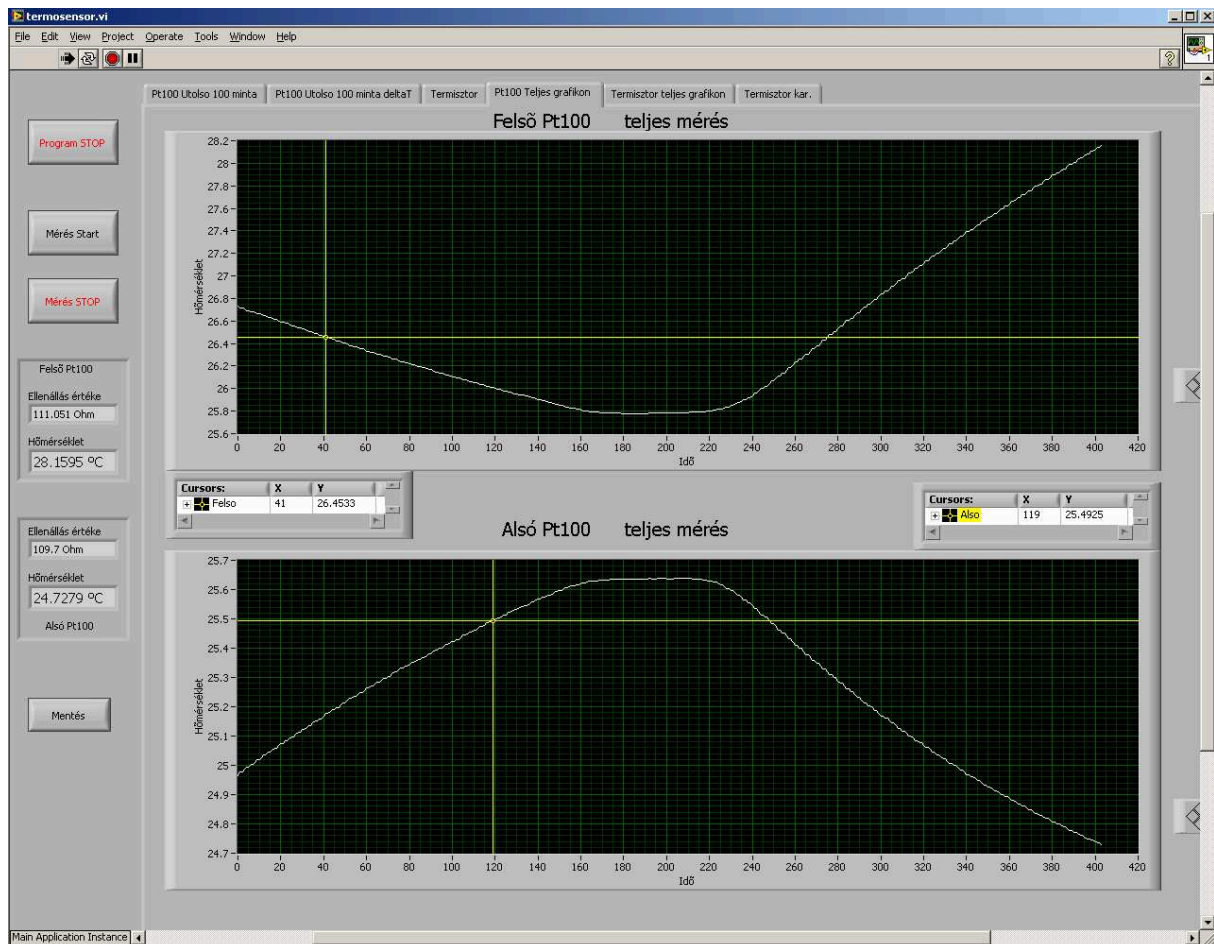 termosensor.vi
File Edit View Project Operate Tools Window Help
Pt100 Utolso 100 minta Pt100 Utolso 100 minta deltaT Termisztor Pt100 Teljes grafikon Termisztor teljes grafikon Termisztor kar.
Program STOP
Mérés Start
Mérés STOP
Felső Pt100
Ellenállás értéke
111.051 Ohm
Hőmérséklet
28.1595 ºC
Ellenállás értéke
109.7 Ohm
Hőmérséklet
24.7279 ºC
Alsó Pt100
Mentés
Felső Pt100 teljes mérés
Hőmérséklet
28.2
28
27.8
27.6
27.4
27.2
27
26.8
26.6
26.4
26.2
26
25.8
25.6
0 20 40 60 80 100 120 140 160 180 200 220 240 260 280 300 320 340 360 380 400 420
Idő
Cursors: X Y
Felso 41 26.4533
Cursors: X Y
Also 119 25.4925
Alsó Pt100 teljes mérés
Hőmérséklet
25.7
25.6
25.5
25.4
25.3
25.2
25.1
25
24.9
24.8
24.7
0 20 40 60 80 100 120 140 160 180 200 220 240 260 280 300 320 340 360 380 400 420
Idő
Main Application Instance